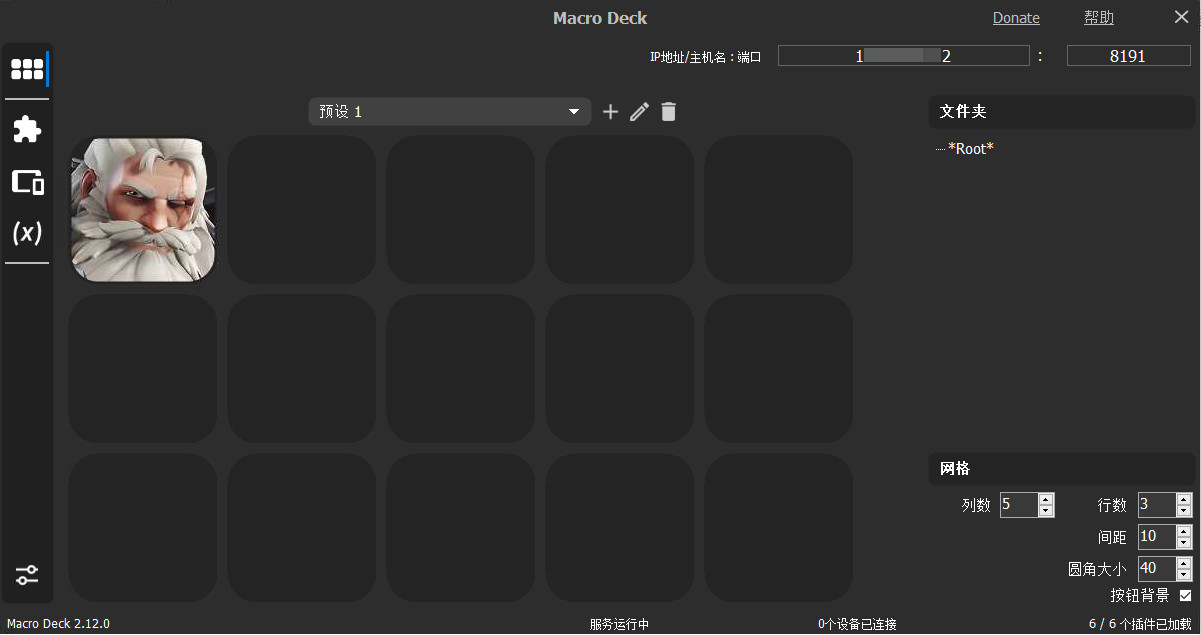 Macro Deck
Donate
帮助
IP地址/主机名 : 端口
1 2 : 8191
预设 1
文件夹
*Root*
(x)
网格
列数 5 行数 3
间距 10
圆角大小 40
按钮背景
Macro Deck 2.12.0 服务运行中 0个设备已连接 6 / 6 个插件已加载